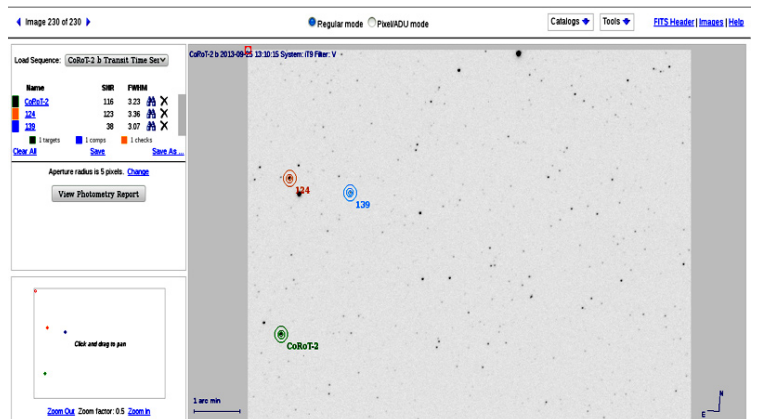 Image 230 of 230
Regular mode Pixel/ADU mode
Catalogs Tools FITS Header | Images | Help
Load Sequence: CoRoT-2 b Transit Time Ser
CoRoT-2 b 2013-09-25 13:10:15 System: iT9 Filter: V
Name SNR FWHM
CoRoT-2 116 3.23
124 123 3.36
139 38 3.07
1 targets 1 comps 1 checks
Clear All Save Save As ...
Aperture radius is 5 pixels. Change
View Photometry Report
124
139
Click and drag to pan
CoRoT-2
1 arc min
N
E
Zoom Out Zoom factor: 0.5 Zoom In